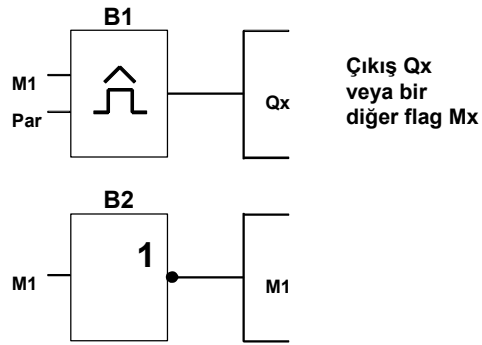 B1
M1
Par
Qx
Çıkış Qx
veya bir
diğer flag Mx
B2
1
M1
M1